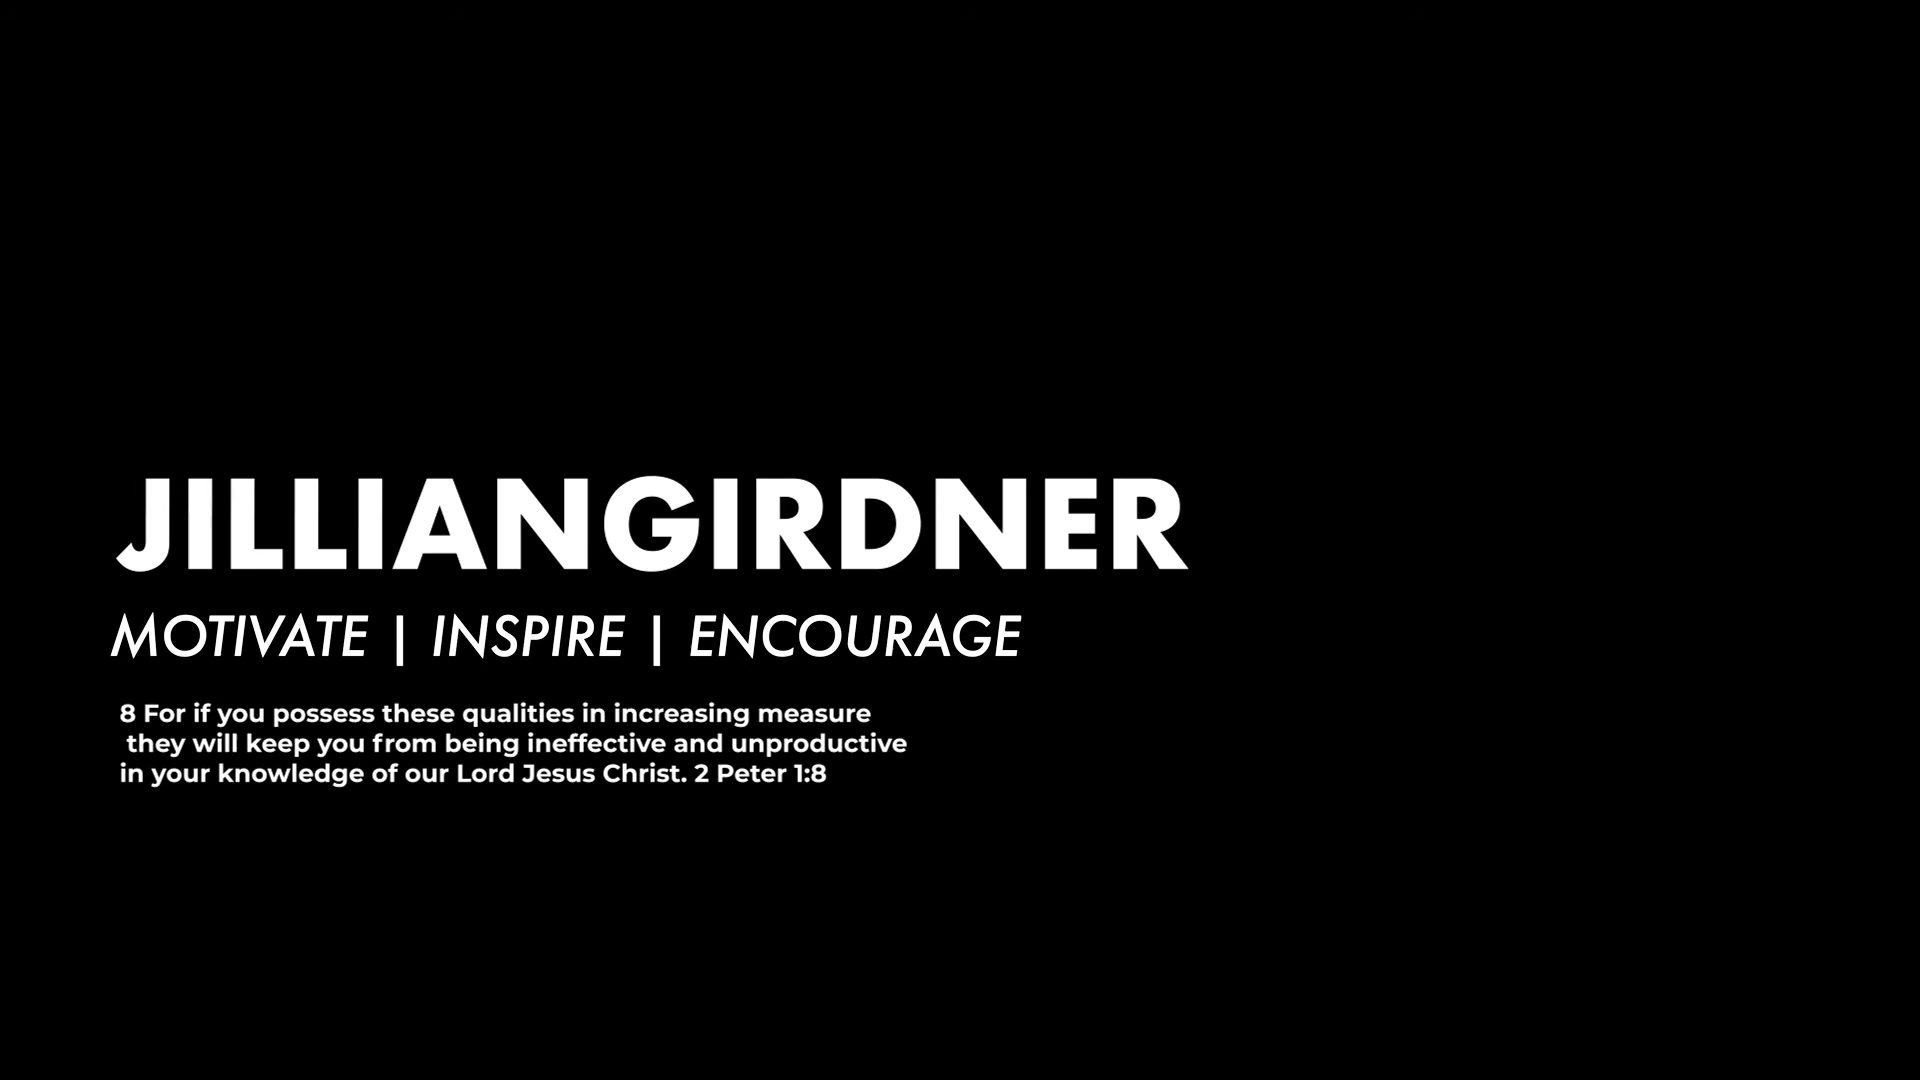 JILLIANGIRDNER
MOTIVATE | INSPIRE | ENCOURAGE
8 For if you possess these qualities in increasing measure
they will keep you from being ineffective and unproductive
in your knowledge of our Lord Jesus Christ. 2 Peter 1:8